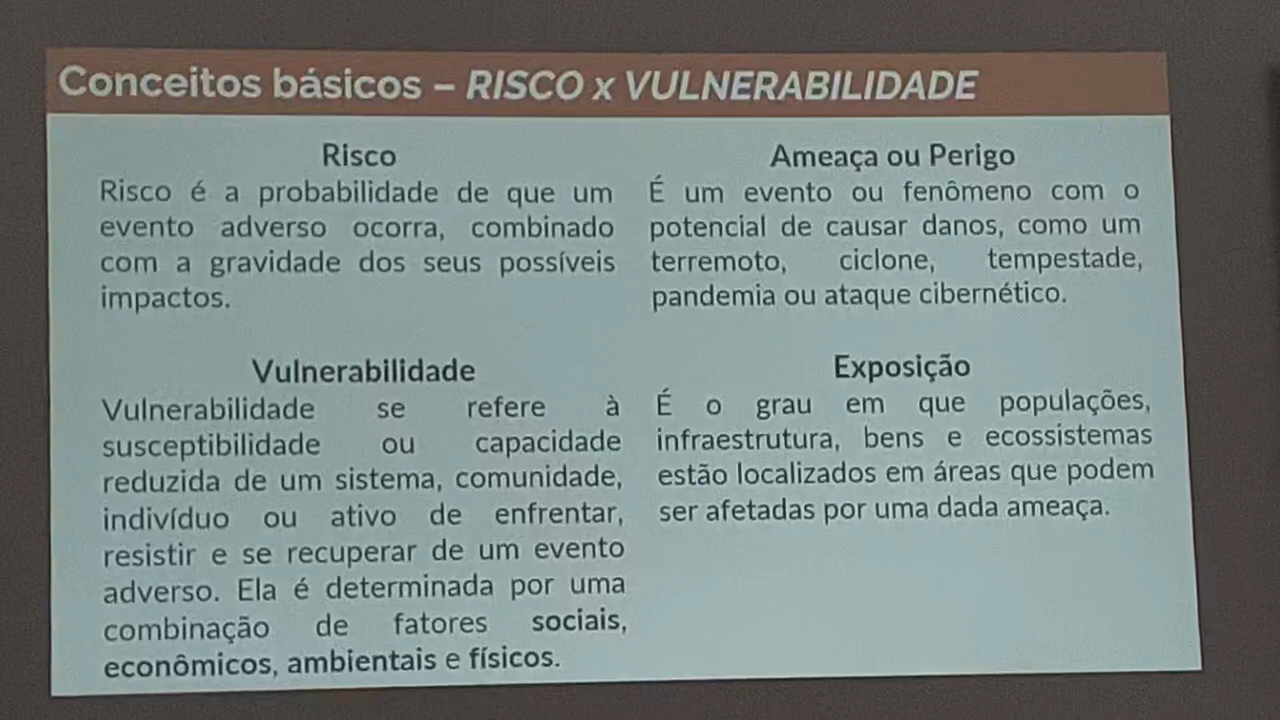 Conceitos básicos – RISCO x VULNERABILIDADE
Risco
Risco é a probabilidade de que um
evento adverso ocorra, combinado
com a gravidade dos seus possíveis
impactos.
Ameaça ou Perigo
É um evento ou fenômeno com o
potencial de causar danos, como um
terremoto, ciclone, tempestade,
pandemia ou ataque cibernético.
Vulnerabilidade
Vulnerabilidade se refere à
susceptibilidade ou capacidade
reduzida de um sistema, comunidade,
indivíduo ou ativo de enfrentar,
resistir e se recuperar de um evento
adverso. Ela é determinada por uma
combinação de fatores sociais,
econômicos, ambientais e físicos.
Exposição
É o grau em que populações,
infraestrutura, bens e ecossistemas
estão localizados em áreas que podem
ser afetadas por uma dada ameaça.